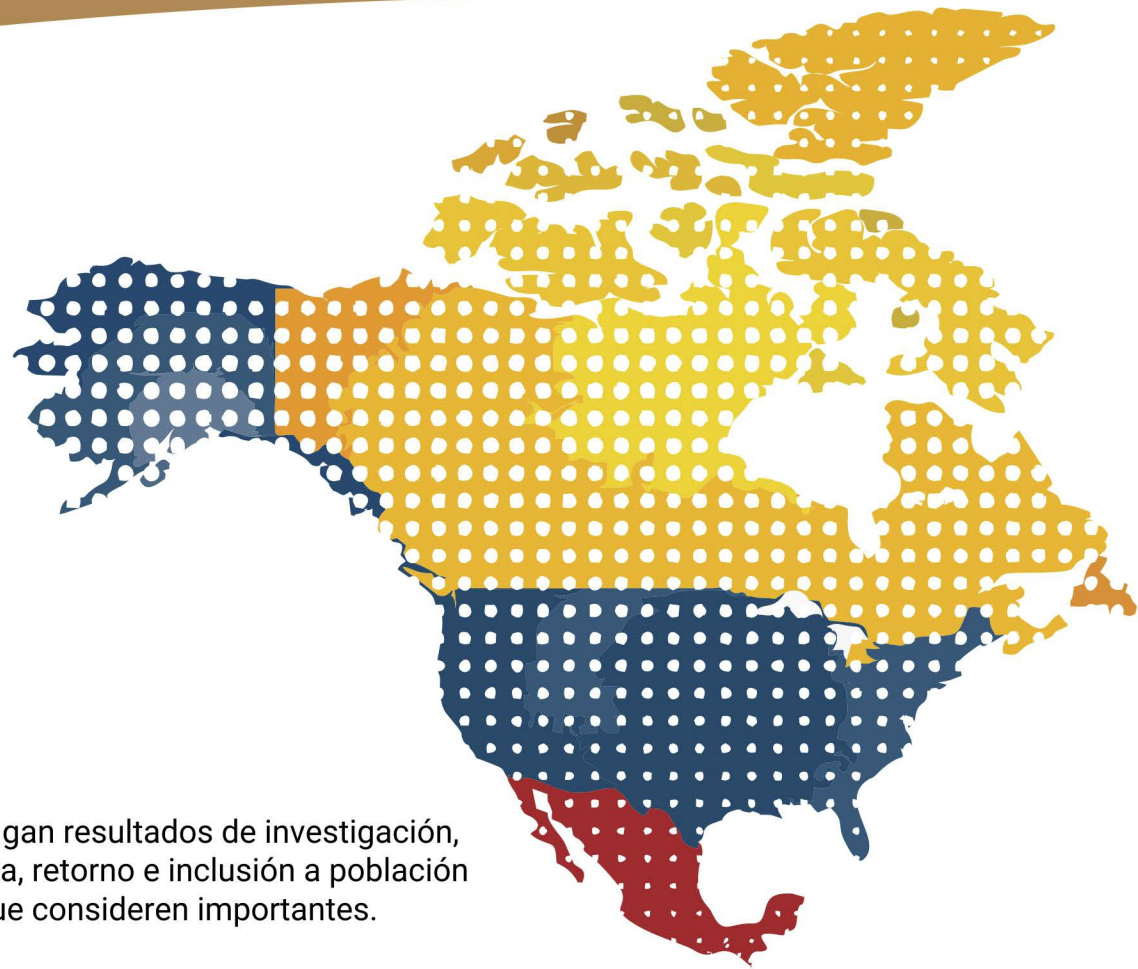 gan resultados de investigación,
a, retorno e inclusión a población
ue consideren importantes.